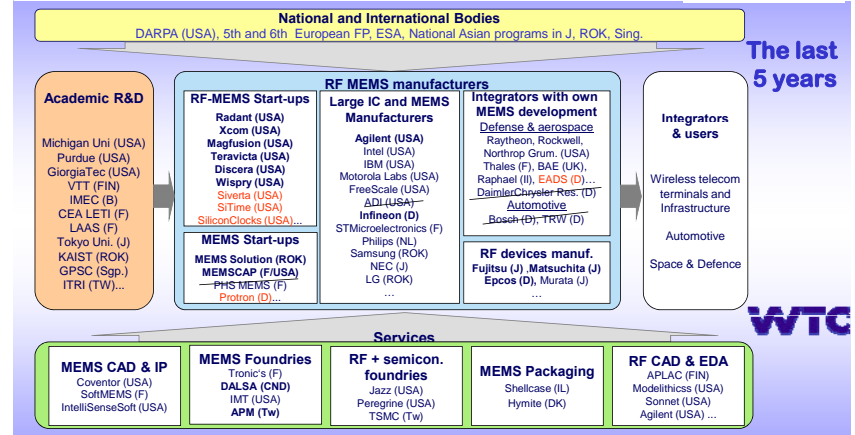 National and International Bodies
DARPA (USA), 5th and 6th European FP, ESA, National Asian programs in J, ROK, Sing.
The last
5 years
Academic R&D
Michigan Uni (USA)
Purdue (USA)
GiorgiaTec (USA)
VTT (FIN)
IMEC (B)
CEA LETI (F)
LAAS (F)
Tokyo Uni. (J)
KAIST (ROK)
GPSC (Sgp.)
ITRI (TW)...
RF MEMS manufacturers
RF-MEMS Start-ups
Radant (USA)
Xcom (USA)
Magfusion (USA)
Teravicta (USA)
Discera (USA)
Wispry (USA)
Siverta (USA)
SiTime (USA)
SiliconClocks (USA)...
MEMS Start-ups
MEMS Solution (ROK)
MEMSCAP (F/USA)
PHS MEMS (F)
Protron (D)...
Large IC and MEMS
Manufacturers
Agilent (USA)
Intel (USA)
IBM (USA)
Motorola Labs (USA)
FreeScale (USA)
ADI (USA)
Infineon (D)
STMicroelectronics (F)
Philips (NL)
Samsung (ROK)
NEC (J)
LG (ROK)
...
Integrators with own
MEMS development
Defense & aerospace
Raytheon, Rockwell,
Northrop Grum. (USA)
Thales (F), BAE (UK),
Raphael (Il), EADS (D)...
DaimlerChrysler Res. (D)
Automotive
Bosch (D), TRW (D)
RF devices manuf.
Fujitsu (J) ,Matsuchita (J)
Epcos (D), Murata (J)
...
Integrators
& users
Wireless telecom
terminals and
Infrastructure
Automotive
Space & Defence
WTC
Services
MEMS CAD & IP
Coventor (USA)
SoftMEMS (F)
IntelliSenseSoft (USA)
MEMS Foundries
Tronic's (F)
DALSA (CND)
IMT (USA)
APM (Tw)
RF + semicon.
foundries
Jazz (USA)
Peregrine (USA)
TSMC (Tw)
MEMS Packaging
Shellcase (IL)
Hymite (DK)
RF CAD & EDA
APLAC (FIN)
Modelithicss (USA)
Sonnet (USA)
Agilent (USA) ...